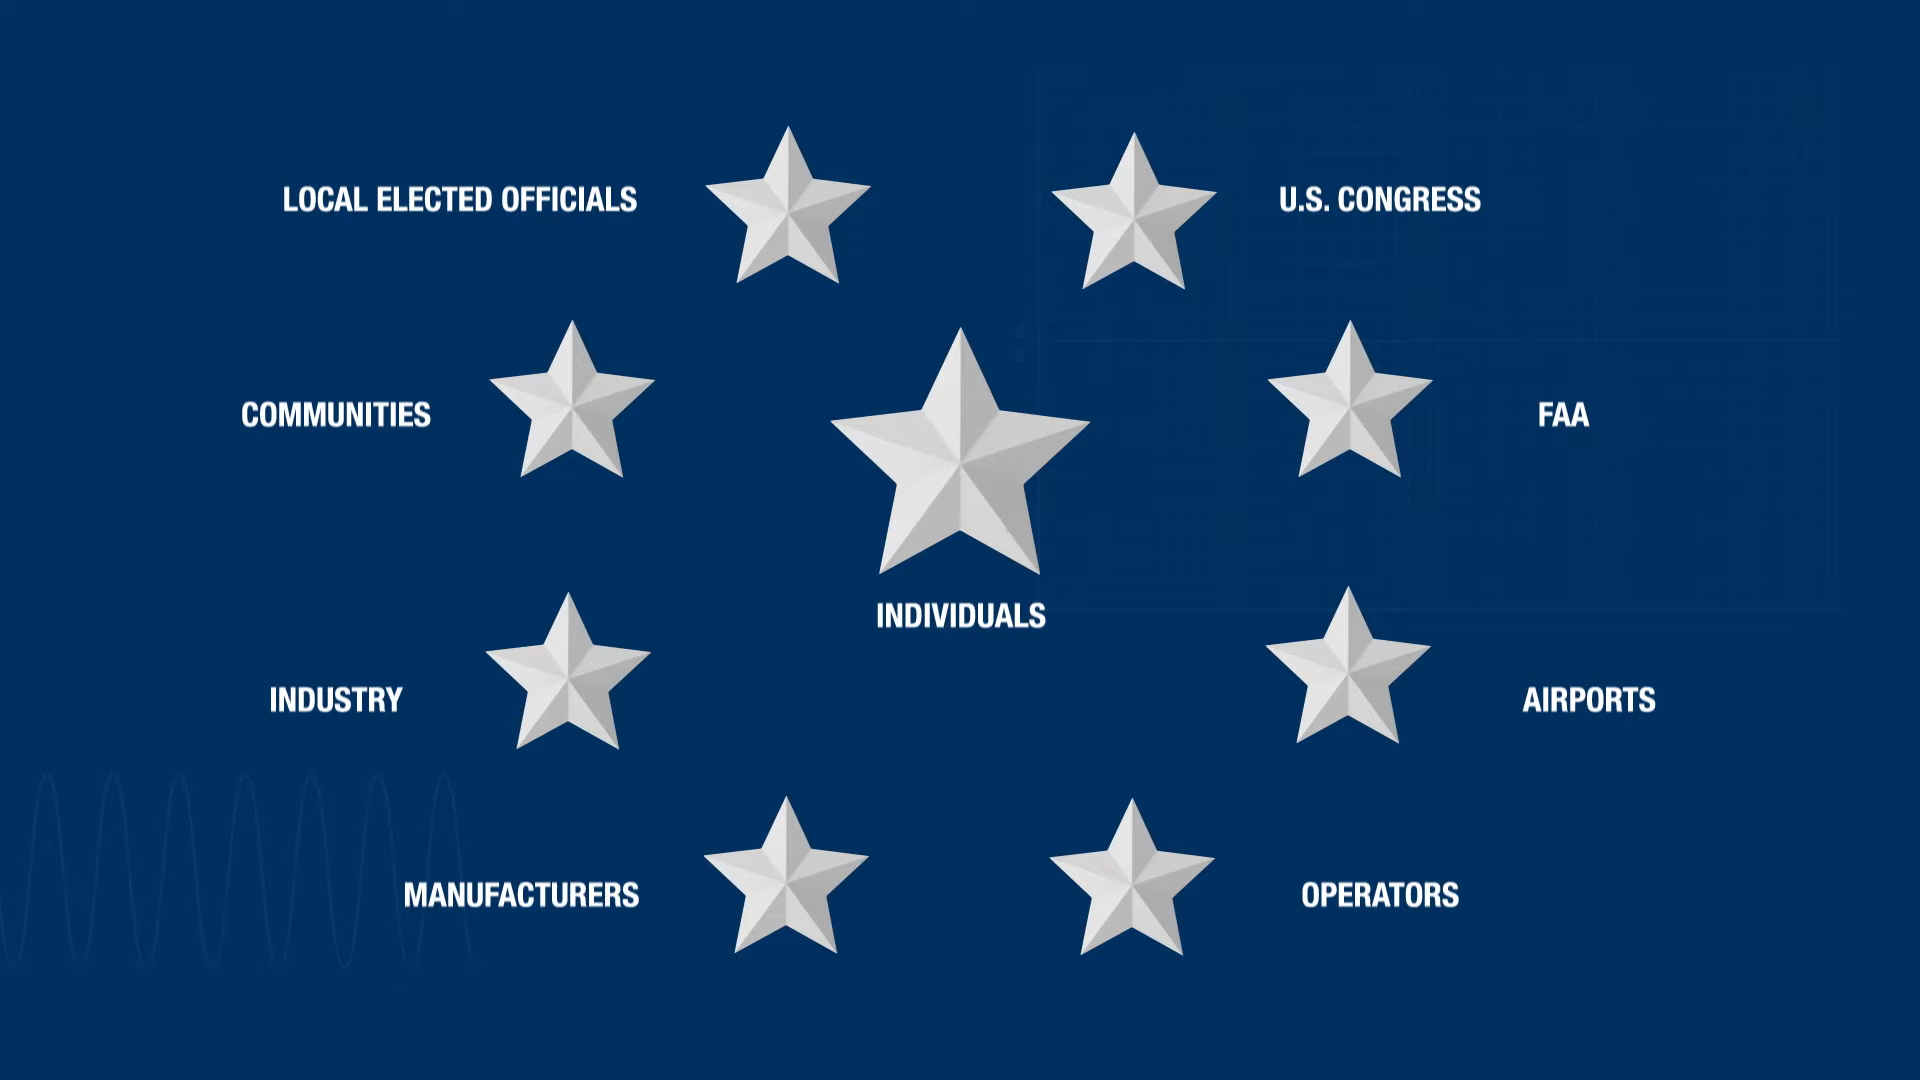 LOCAL ELECTED OFFICIALS
U.S. CONGRESS
COMMUNITIES
FAA
INDIVIDUALS
INDUSTRY
AIRPORTS
MANUFACTURERS
OPERATORS